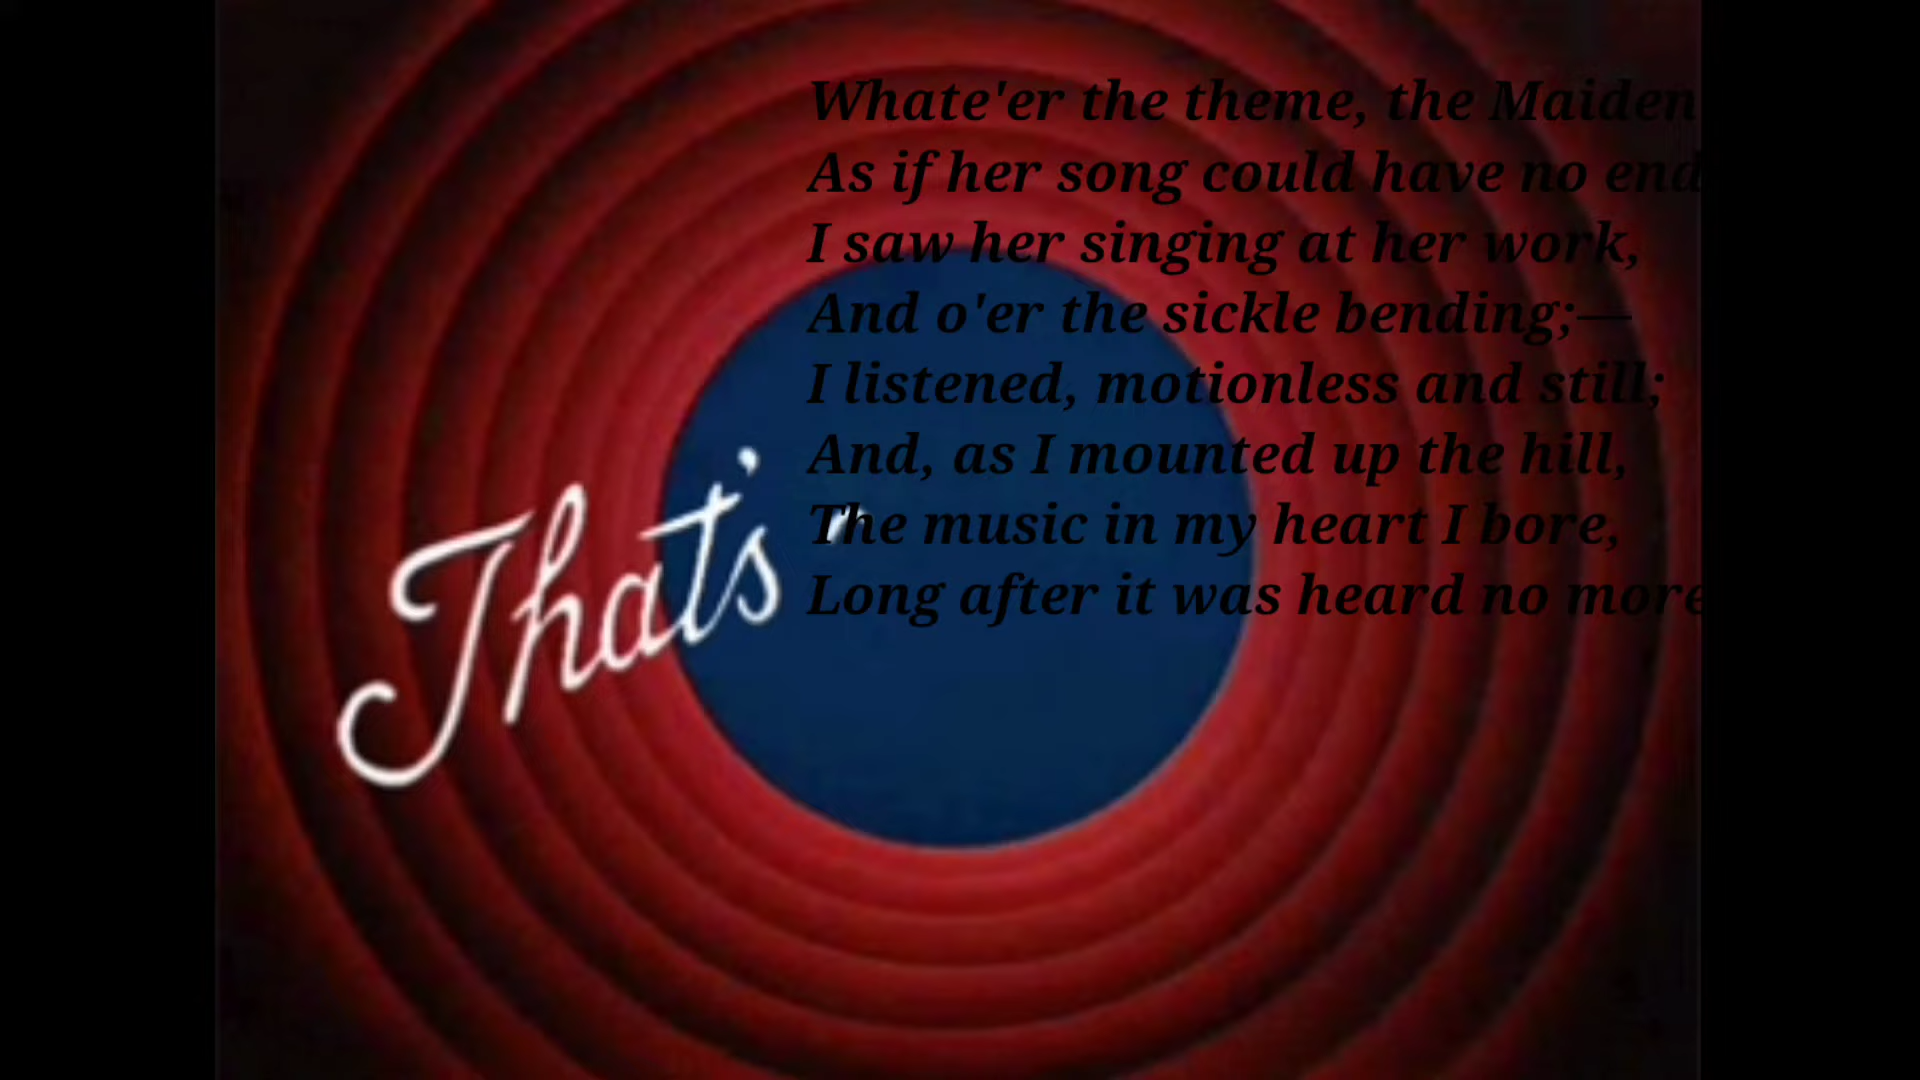 Whate'er the theme, the Maiden
As if her song could have no end
I saw her singing at her work,
And o'er the sickle bending;—
I listened, motionless and still;
And, as I mounted up the hill,
The music in my heart I bore,
Long after it was heard no more
That's